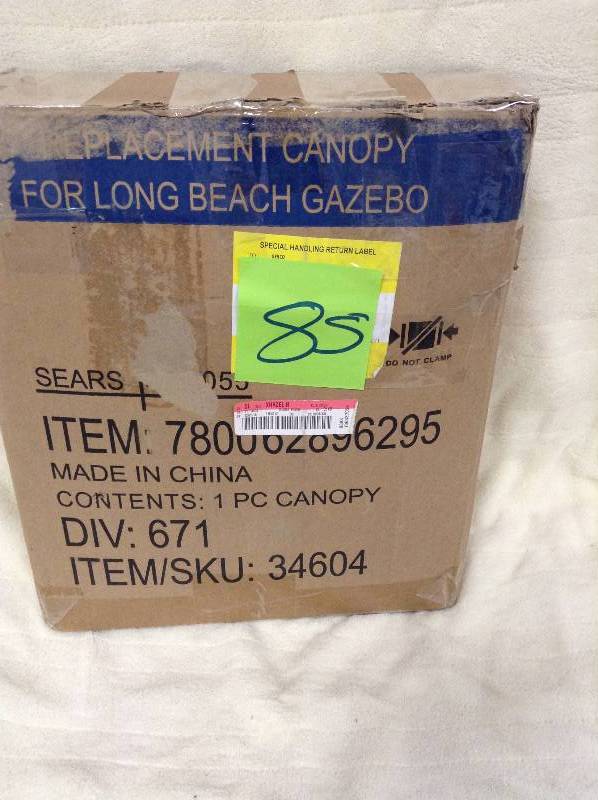 REPLACEMENT CANOPY
FOR LONG BEACH GAZEBO
SPECIAL HANDLING RETURN LABEL
85
DO NOT CLAMP
SEARS
ITEM: 780062896295
MADE IN CHINA
CONTENTS: 1 PC CANOPY
DIV: 671
ITEM/SKU: 34604